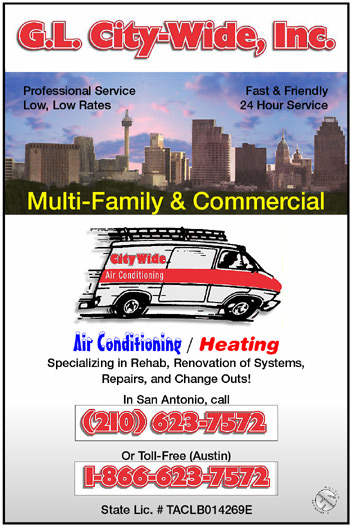 G.L. City-Wide, Inc.
Professional Service
Low, Low Rates
Fast & Friendly
24 Hour Service
Multi-Family & Commercial
City Wide
Air Conditioning
Air Conditioning / Heating
Specializing in Rehab, Renovation of Systems,
Repairs, and Change Outs!
In San Antonio, call
(210) 623-7572
Or Toll-Free (Austin)
1-866-623-7572
State Lic. # TACLB014269E